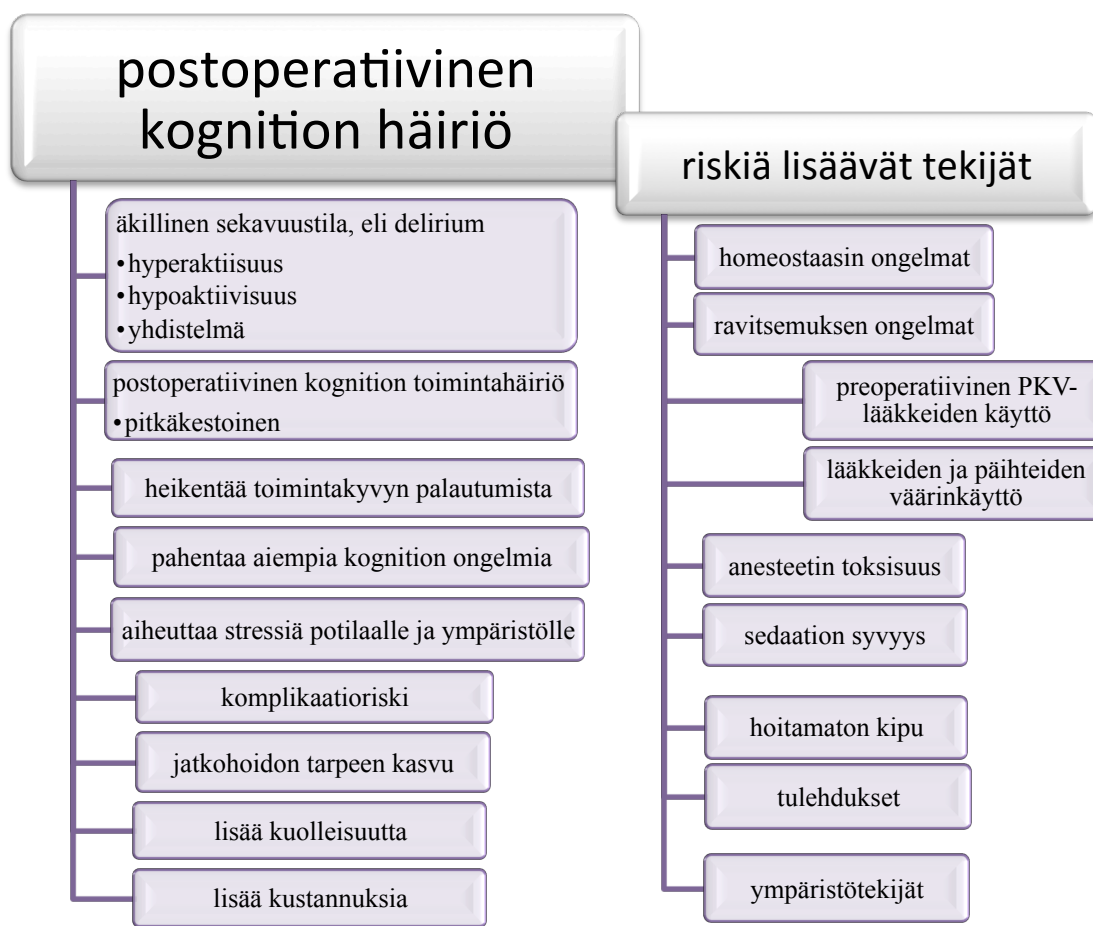 postoperatiivinen
kognition häiriö
äkillinen sekavuustila, eli delirium
•hyperaktiisuus
•hypoaktiivisuus
•yhdistelmä
postoperatiivinen kognition toimintahäiriö
•pitkäkestoinen
heikentää toimintakyvyn palautumista
pahentaa aiempia kognition ongelmia
aiheuttaa stressiä potilaalle ja ympäristölle
komplikaatioriski
jatkohoidon tarpeen kasvu
lisää kuolleisuutta
lisää kustannuksia
riskiä lisäävät tekijät
homeostaasin ongelmat
ravitsemuksen ongelmat
preoperatiivinen PKV-
lääkkeiden käyttö
lääkkeiden ja päihteiden
väärinkäyttö
anesteetin toksisuus
sedaation syvyys
hoitamaton kipu
tulehdukset
ympäristötekijät